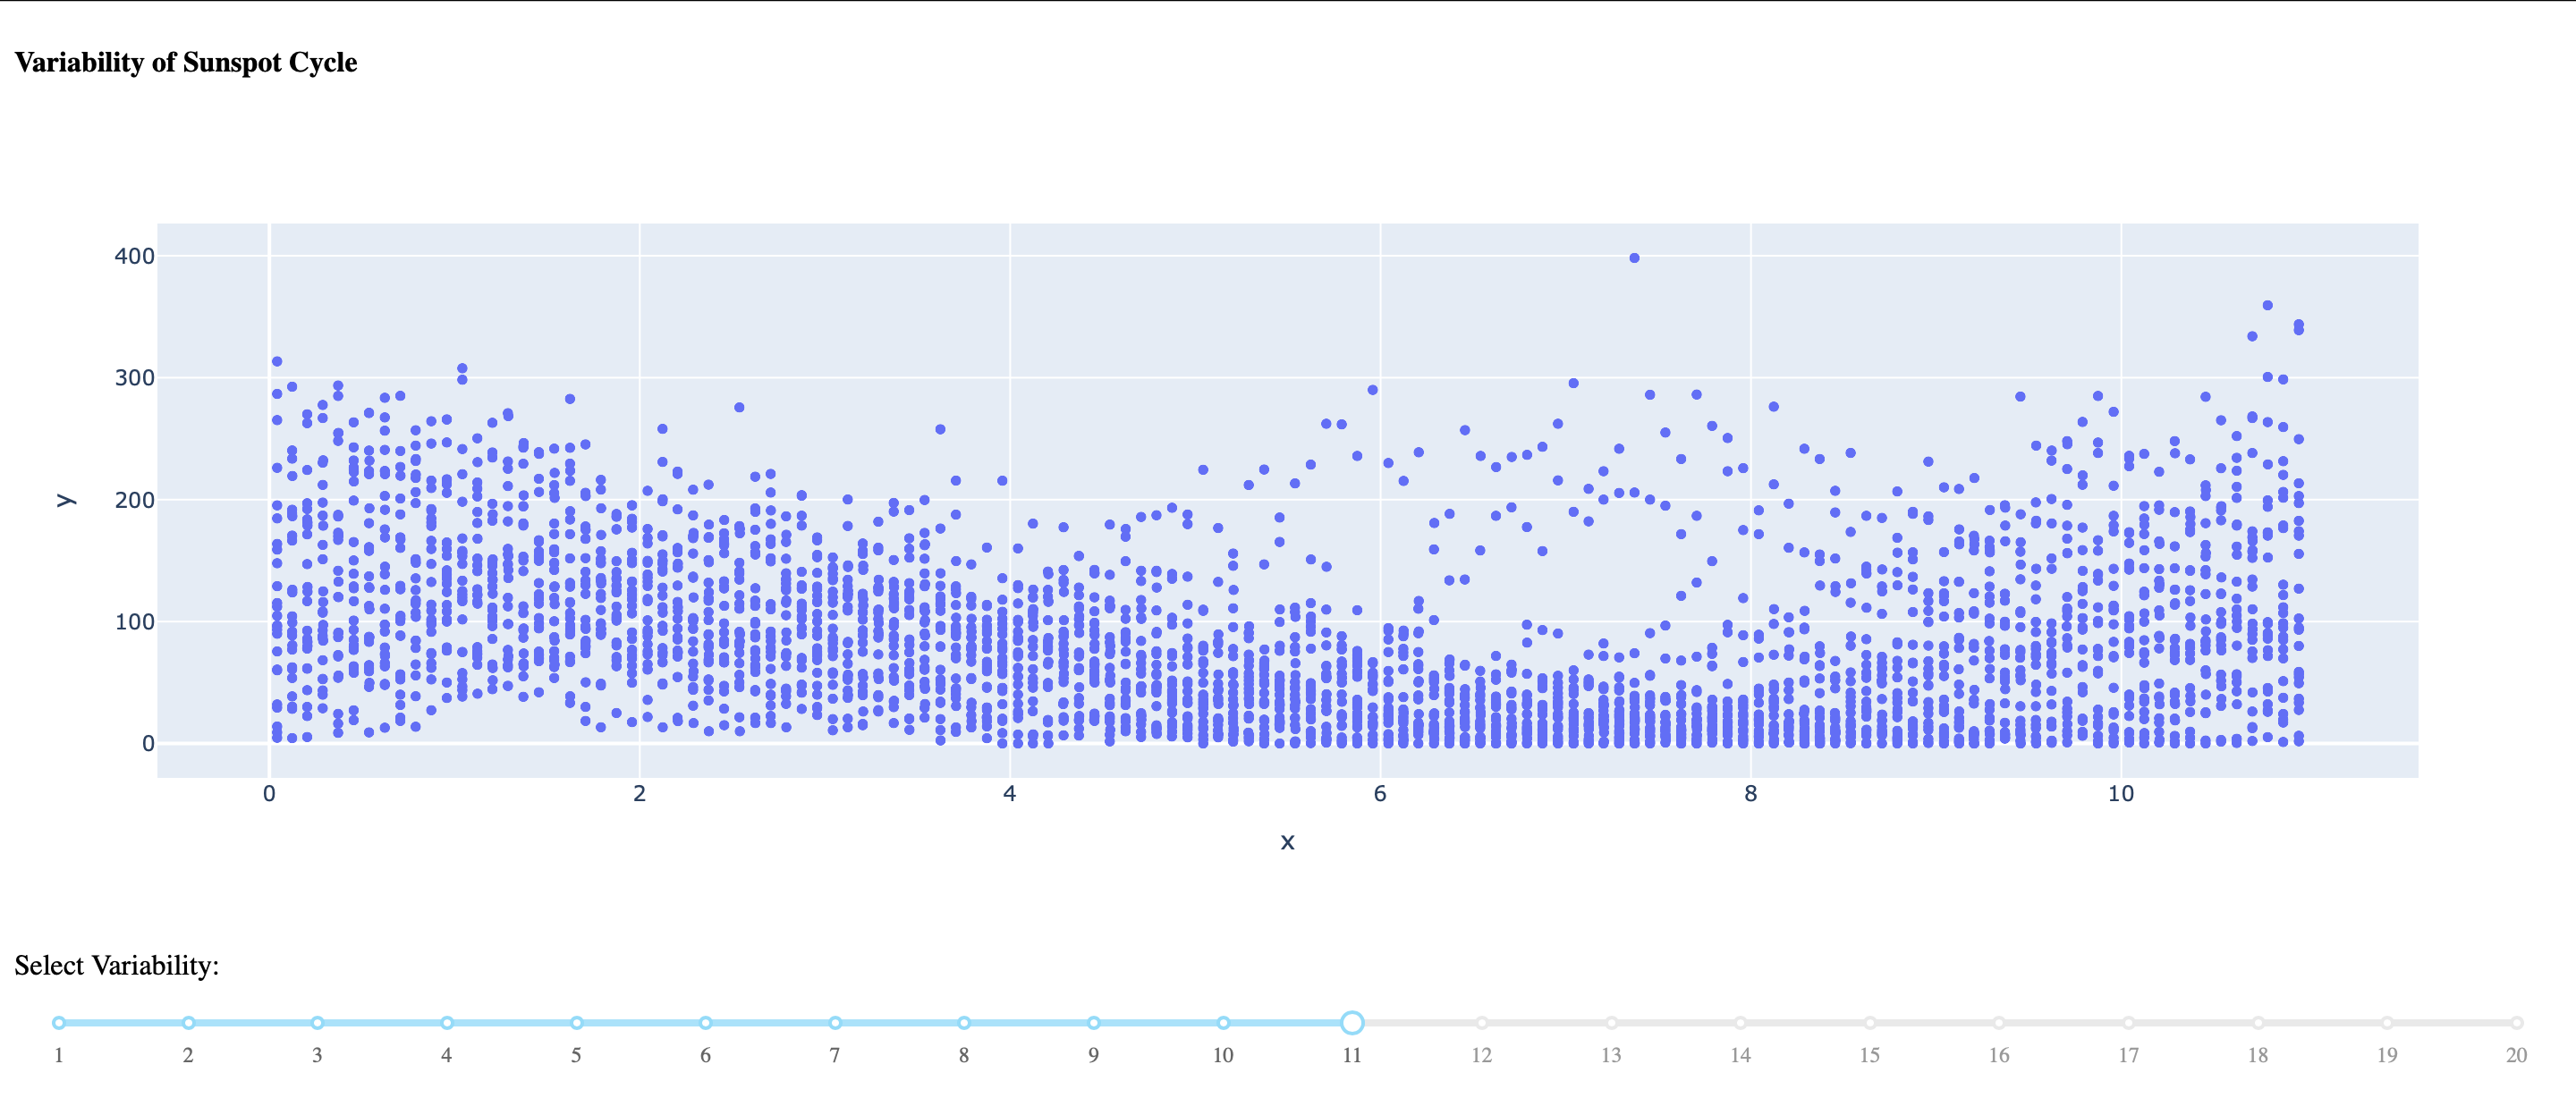 Variability of Sunspot Cycle
400
300
200
100
0
y
0 2 4 6 8 10
x
Select Variability:
1 2 3 4 5 6 7 8 9 10 11 12 13 14 15 16 17 18 19 20